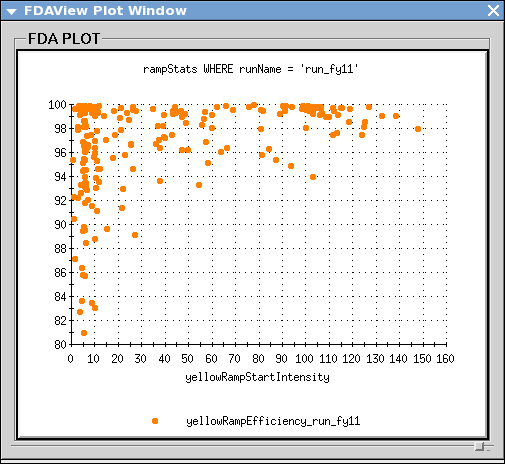 FDAView Plot Window
FDA PLOT
rampStats WHERE runName = 'run_fy11'
100
98
96
94
92
90
88
86
84
82
80
0 10 20 30 40 50 60 70 80 90 100 110 120 130 140 150 160
yellowRampStartIntensity
yellowRampEfficiency_run_fy11